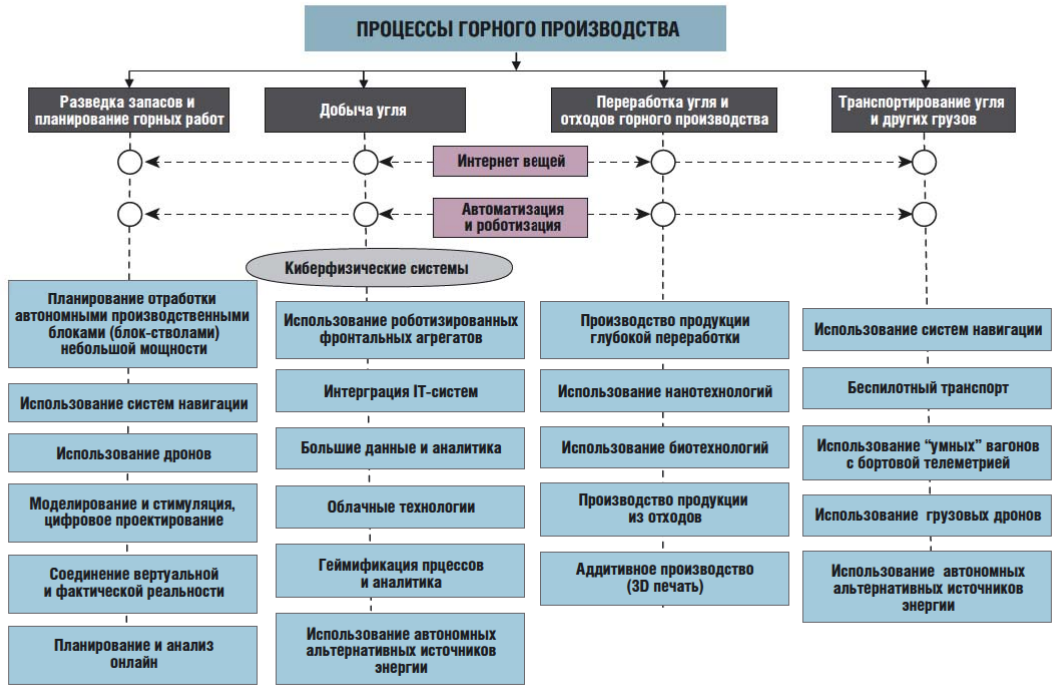 ПРОЦЕССЫ ГОРНОГО ПРОИЗВОДСТВА
Разведка запасов и
планирование горных работ
Добыча угля
Переработка угля и
отходов горного производства
Транспортирование угля
и других грузов
Интернет вещей
Автоматизация
и роботизация
Киберфизические системы
Планирование отработки
автономными производственными
блоками (блок-стволами)
небольшой мощности
Использование систем навигации
Использование дронов
Моделирование и стимуляция,
цифровое проектирование
Соединение вертуальной
и фактической реальности
Планирование и анализ
онлайн
Использование роботизированных
фронтальных агрегатов
Интерграция IT-систем
Большие данные и аналитика
Облачные технологии
Геймификация прцессов
и аналитика
Использование автономных
альтернативных источников
энергии
Производство продукции
глубокой переработки
Использование нанотехнологий
Использование биотехнологий
Производство продукции
из отходов
Аддитивное производство
(3D печать)
Использование систем навигации
Беспилотный транспорт
Использование “умных” вагонов
с бортовой телеметрией
Использование грузовых дронов
Использование автономных
альтернативных источников
энергии